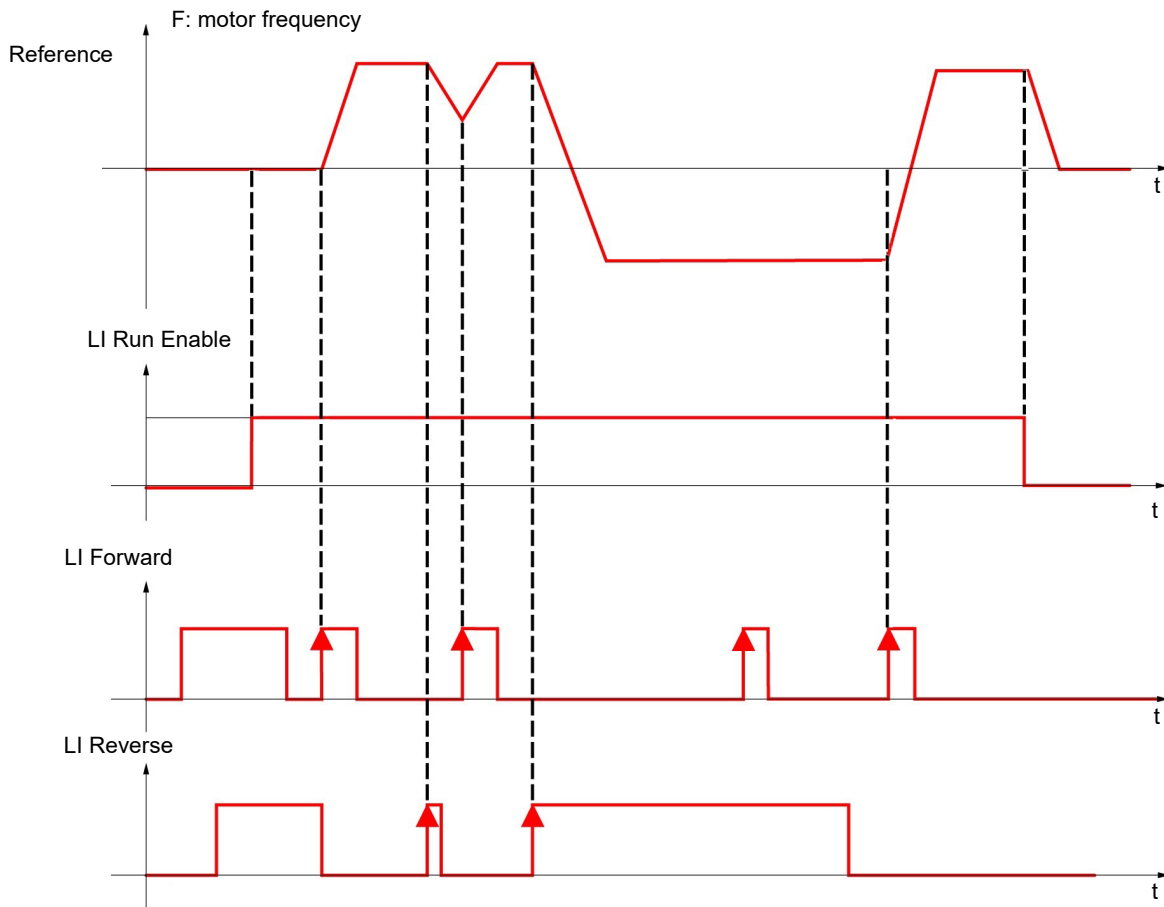 F: motor frequency
Reference
t
LI Run Enable
t
LI Forward
t
LI Reverse
t